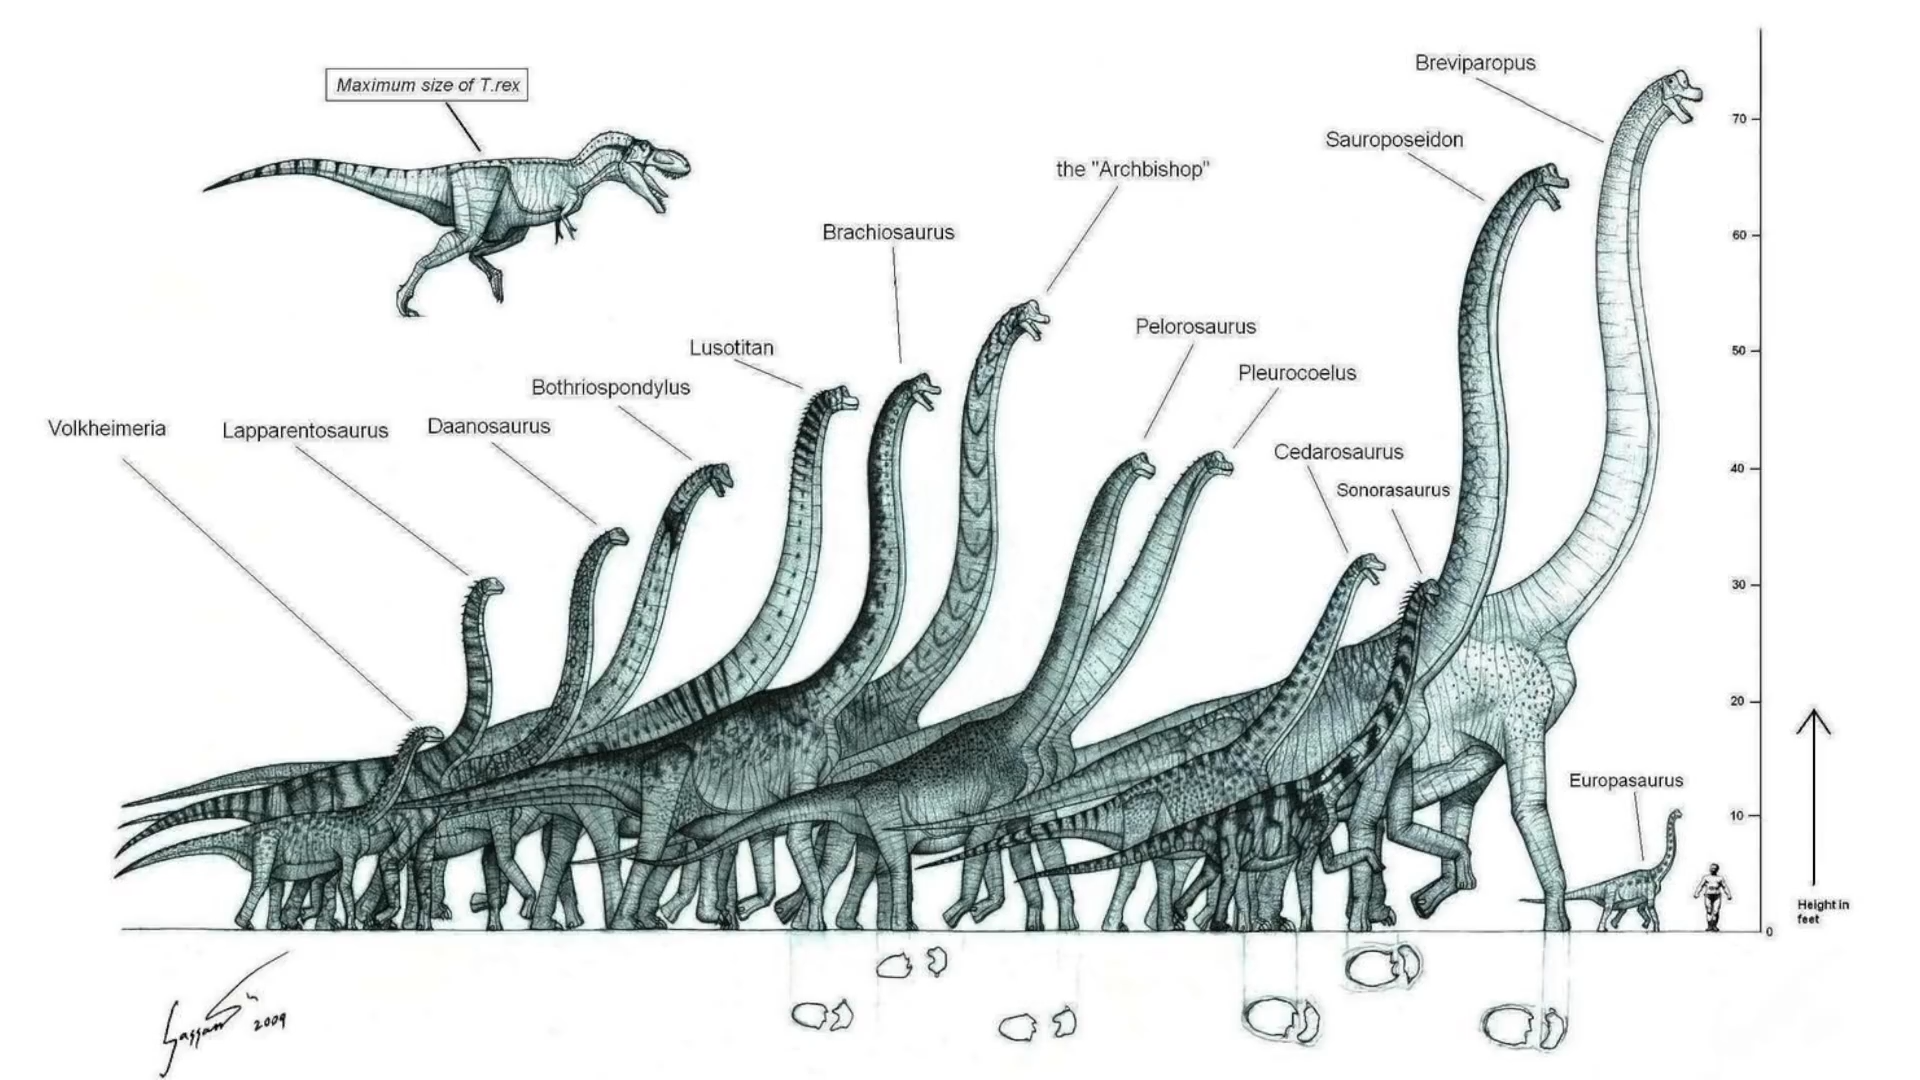 Maximum size of T.rex
Breviparopus
Sauroposeidon
the "Archbishop"
Brachiosaurus
Pelorosaurus
Lusotitan
Pleurocoelus
Bothriospondylus
Volkheimeria
Lapparentosaurus
Daanosaurus
Cedarosaurus
Sonorasaurus
Europasaurus
70
60
50
40
30
20
10
0
Height in
feet
2009